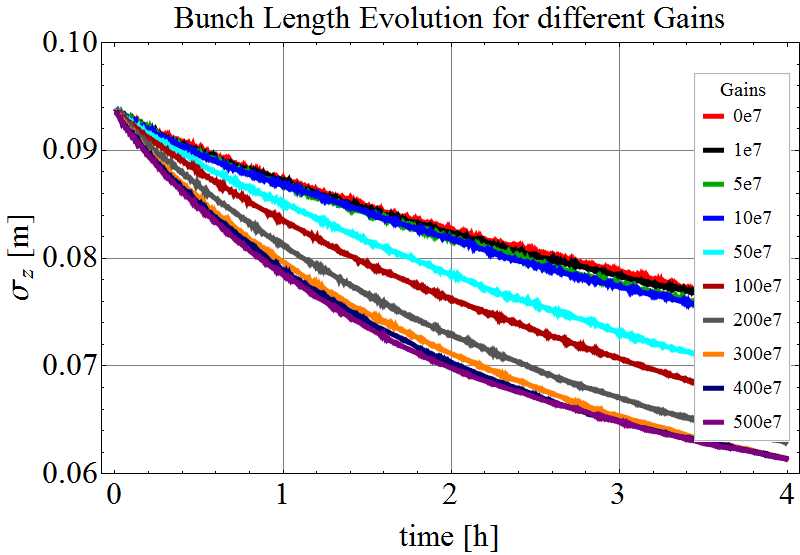 Bunch Length Evolution for different Gains
0.10
0.09
0.08
0.07
0.06
σz [m]
Gains
0e7
1e7
5e7
10e7
50e7
100e7
200e7
300e7
400e7
500e7
0 1 2 3 4
time [h]